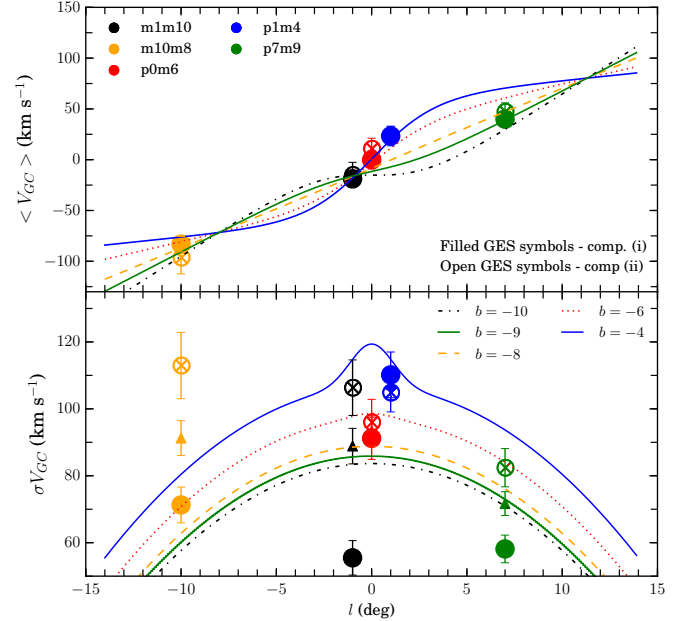 150
100
50
0
−50
−100
< V_GC > (km s⁻¹)
m1m10
m10m8
p0m6
p1m4
p7m9
Filled GES symbols - comp. (i)
Open GES symbols - comp (ii)
120
100
80
60
σV_GC (km s⁻¹)
b = −10
b = −9
b = −8
b = −6
b = −4
−15 −10 −5 0 5 10 15
l (deg)